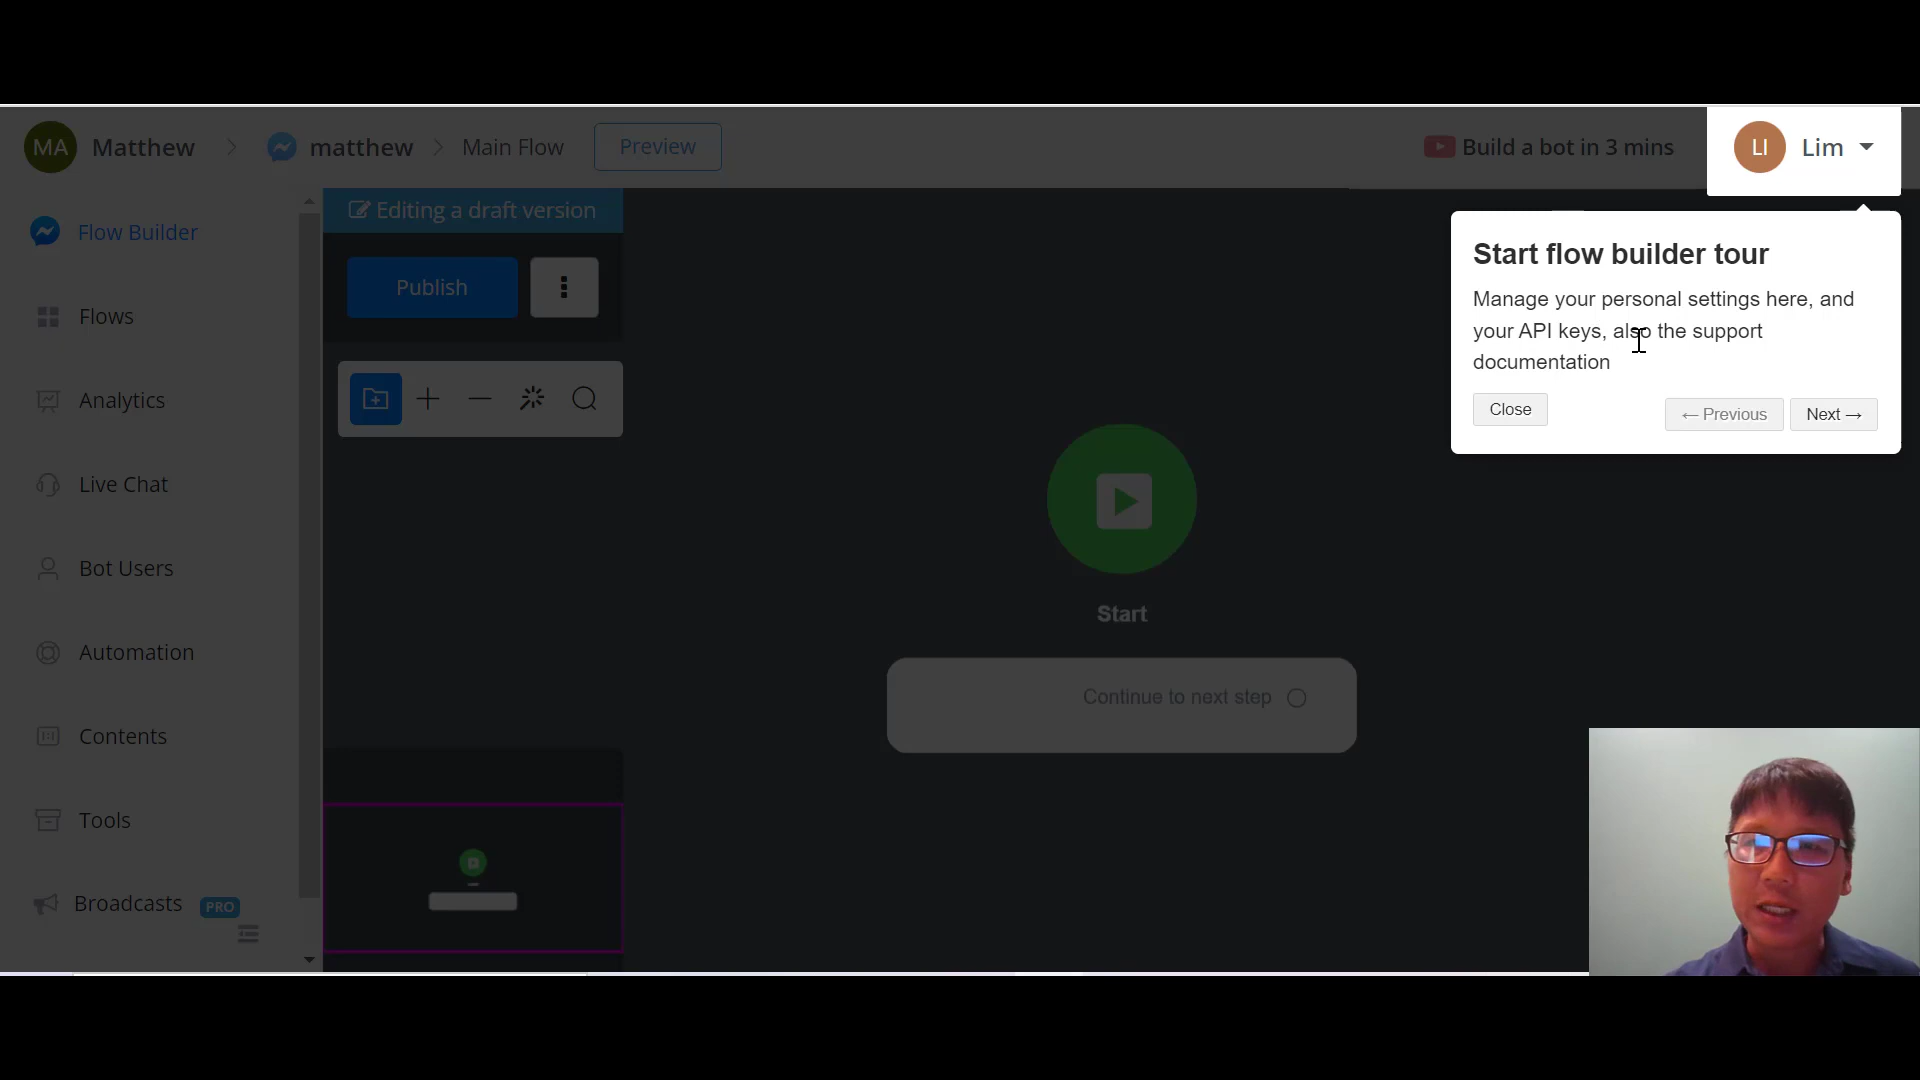 MA Matthew > matthew > Main Flow Preview
Build a bot in 3 mins
LI Lim
Flow Builder
Flows
Analytics
Live Chat
Bot Users
Automation
Contents
Tools
Broadcasts PRO
Editing a draft version
Publish
Start
Continue to next step
Start flow builder tour
Manage your personal settings here, and
your API keys, also the support
documentation
Close
← Previous
Next →